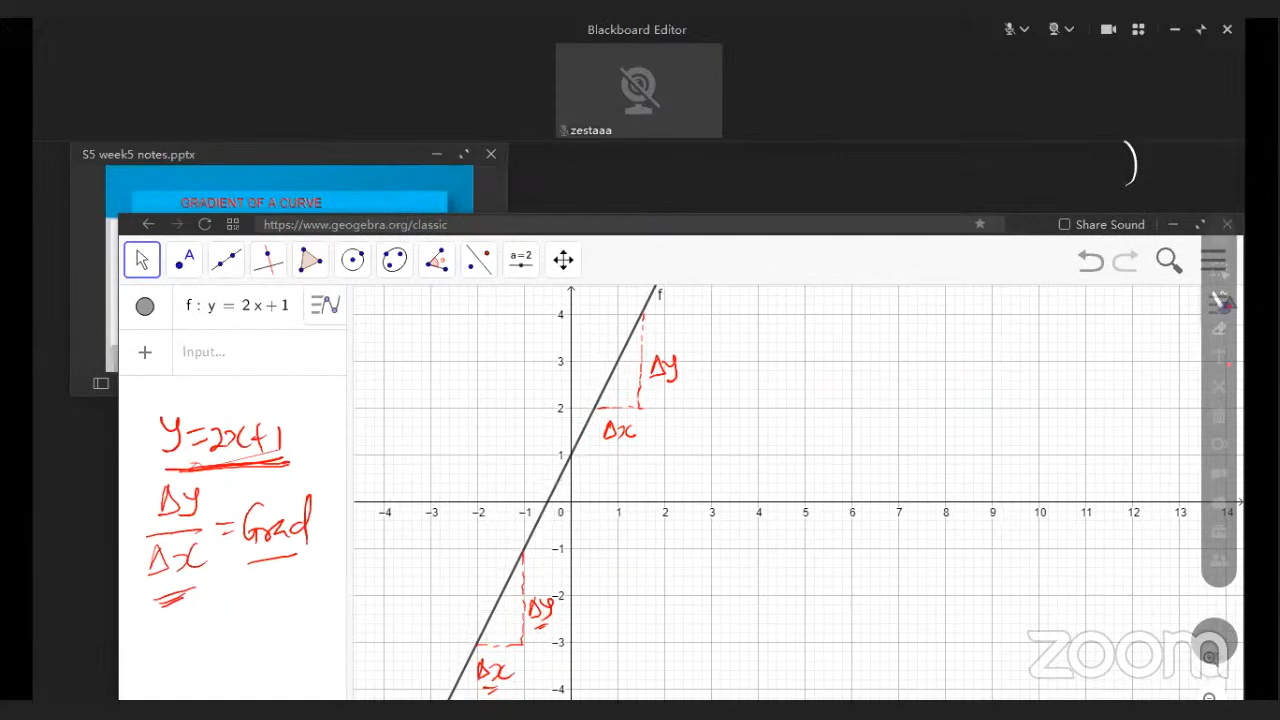 Blackboard Editor
zestaaa
S5 week5 notes.pptx
GRADIENT OF A CURVE
https://www.geogebra.org/classic
Share Sound
A
a=2
f : y = 2 x + 1
Input...
f
4
3
2
1
0
-1
-2
-3
-4
-4 -3 -2 -1 1 2 3 4 5 6 7 8 9 10 11 12 13 14
y=2x+1
Δy
Δx
= Grad
Δy
Δx
Δy
Δx
zoom